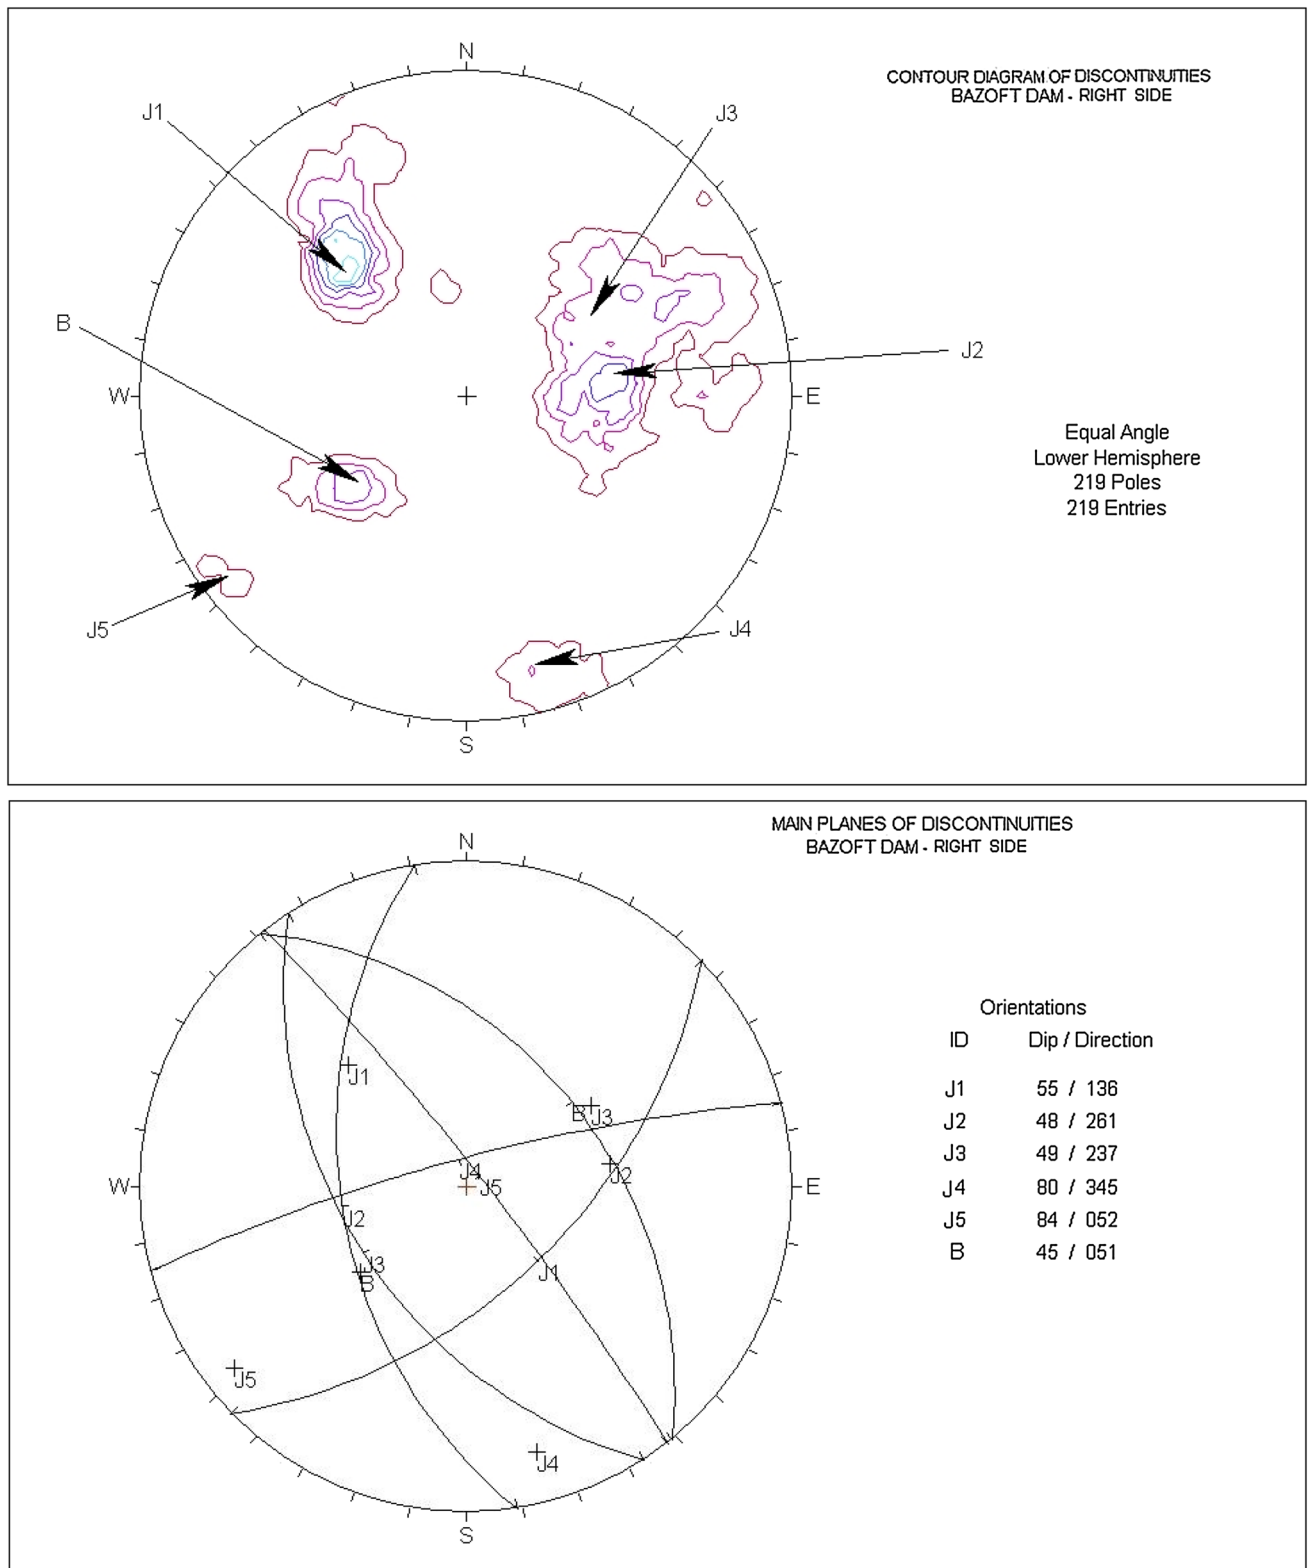 N
CONTOUR DIAGRAM OF DISCONTINUITIES
BAZOFT DAM - RIGHT SIDE
J1
J3
B
J2
W
E
Equal Angle
Lower Hemisphere
219 Poles
219 Entries
J5
J4
S
MAIN PLANES OF DISCONTINUITIES
BAZOFT DAM - RIGHT SIDE
N
Orientations
ID Dip / Direction
J1 55 / 136
J2 48 / 261
J3 49 / 237
J4 80 / 345
J5 84 / 052
B 45 / 051
J1
B
J3
J4
J2
W
J5
E
J2
J3
J1
B
J5
J4
S